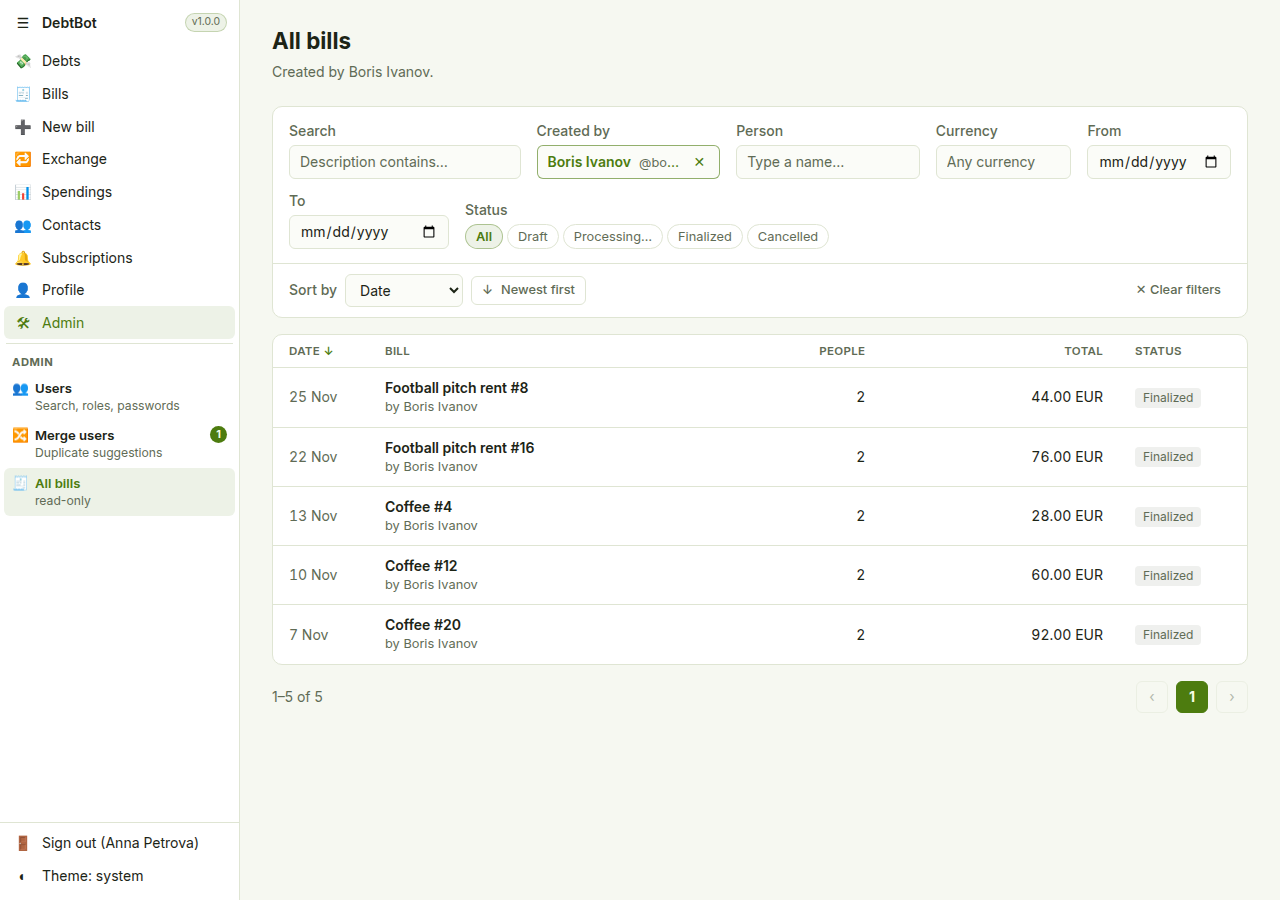 DebtBot v1.0.0
Debts
Bills
New bill
Exchange
Spendings
Contacts
Subscriptions
Profile
Admin
ADMIN
Users
Search, roles, passwords
Merge users 1
Duplicate suggestions
All bills
read-only
Sign out (Anna Petrova)
Theme: system
All bills
Created by Boris Ivanov.
Search Created by Person Currency From
Description contains... Boris Ivanov @bo... ✕ Type a name... Any currency mm/dd/yyyy
To Status
mm/dd/yyyy All Draft Processing... Finalized Cancelled
Sort by Date ↓ Newest first ✕ Clear filters
DATE ↓ BILL PEOPLE TOTAL STATUS
25 Nov Football pitch rent #8 2 44.00 EUR Finalized
by Boris Ivanov
22 Nov Football pitch rent #16 2 76.00 EUR Finalized
by Boris Ivanov
13 Nov Coffee #4 2 28.00 EUR Finalized
by Boris Ivanov
10 Nov Coffee #12 2 60.00 EUR Finalized
by Boris Ivanov
7 Nov Coffee #20 2 92.00 EUR Finalized
by Boris Ivanov
1–5 of 5 ‹ 1 ›